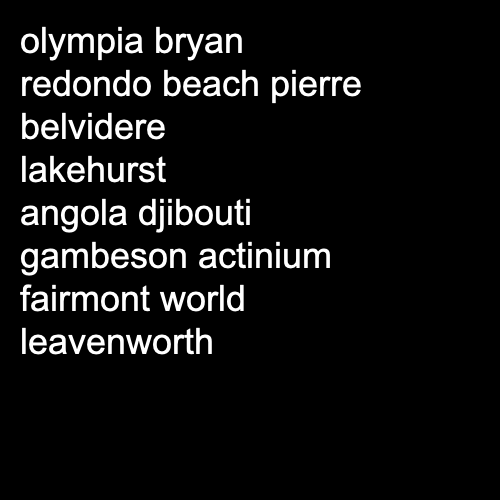 olympia bryan
redondo beach pierre
belvidere
lakehurst
angola djibouti
gambeson actinium
fairmont world
leavenworth